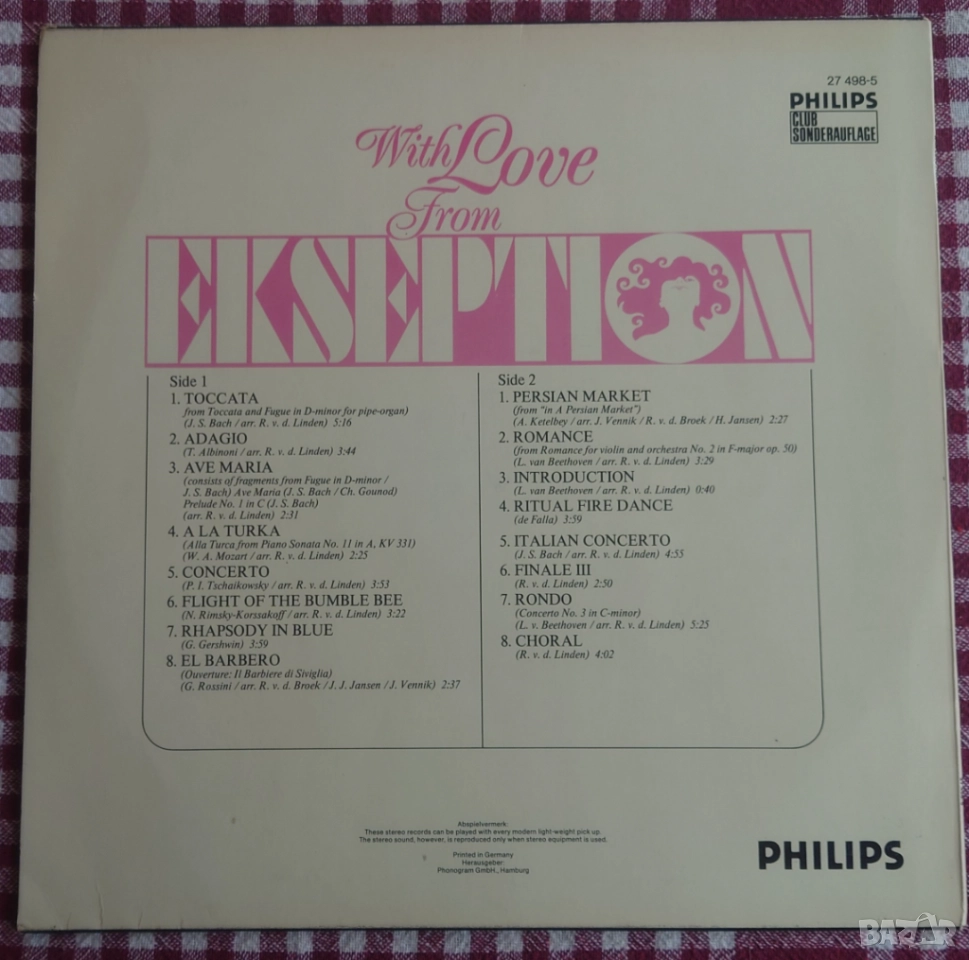 27 498-5
PHILIPS
CLUB
SONDERAUFLAGE
With Love
From
EKSEPTION
Side 1
1. TOCCATA
from Toccata and Fugue in D-minor for pipe-organ)
(J. S. Bach / arr. R. v. d. Linden) 5:16
2. ADAGIO
(T. Albinoni / arr. R. v. d. Linden) 3:44
3. AVE MARIA
(consists of fragments from Fugue in D-minor /
J. S. Bach) Ave Maria (J. S. Bach / Ch. Gounod)
Prelude No. 1 in C (J. S. Bach)
(arr. R. v. d. Linden) 2:31
4. A LA TURKA
(Alla Turca from Piano Sonata No. 11 in A, KV 331)
(W. A. Mozart / arr. R. v. d. Linden) 2:25
5. CONCERTO
(P. I. Tschaikowsky / arr. R. v. d. Linden) 3:53
6. FLIGHT OF THE BUMBLE BEE
(N. Rimsky-Korssakoff / arr. R. v. d. Linden) 3:22
7. RHAPSODY IN BLUE
(G. Gershwin) 3:59
8. EL BARBERO
(Ouverture: Il Barbiere di Siviglia)
(G. Rossini / arr. R. v. d. Broek / J. J. Jansen / J. Vennik) 2:37
Side 2
1. PERSIAN MARKET
(from "in A Persian Market")
(A. Ketelbey / arr. J. Vennik / R. v. d. Broek / H. Jansen) 2:27
2. ROMANCE
(from Romance for violin and orchestra No. 2 in F-major op. 50)
(L. van Beethoven / arr. R. v. d. Linden) 3:29
3. INTRODUCTION
(L. van Beethoven / arr. R. v. d. Linden) 0:40
4. RITUAL FIRE DANCE
(de Falla) 3:59
5. ITALIAN CONCERTO
(J. S. Bach / arr. R. v. d. Linden) 4:55
6. FINALE III
(R. v. d. Linden) 2:50
7. RONDO
(Concerto No. 3 in C-minor)
(L. v. Beethoven / arr. R. v. d. Linden) 5:25
8. CHORAL
(R. v. d. Linden) 4:02
Abspielvermerk:
These stereo records can be played with every modern light-weight pick up.
The stereo sound, however, is reproduced only when stereo equipment is used.
Printed in Germany
Herausgeber:
Phonogram GmbH., Hamburg
PHILIPS
BAZAR